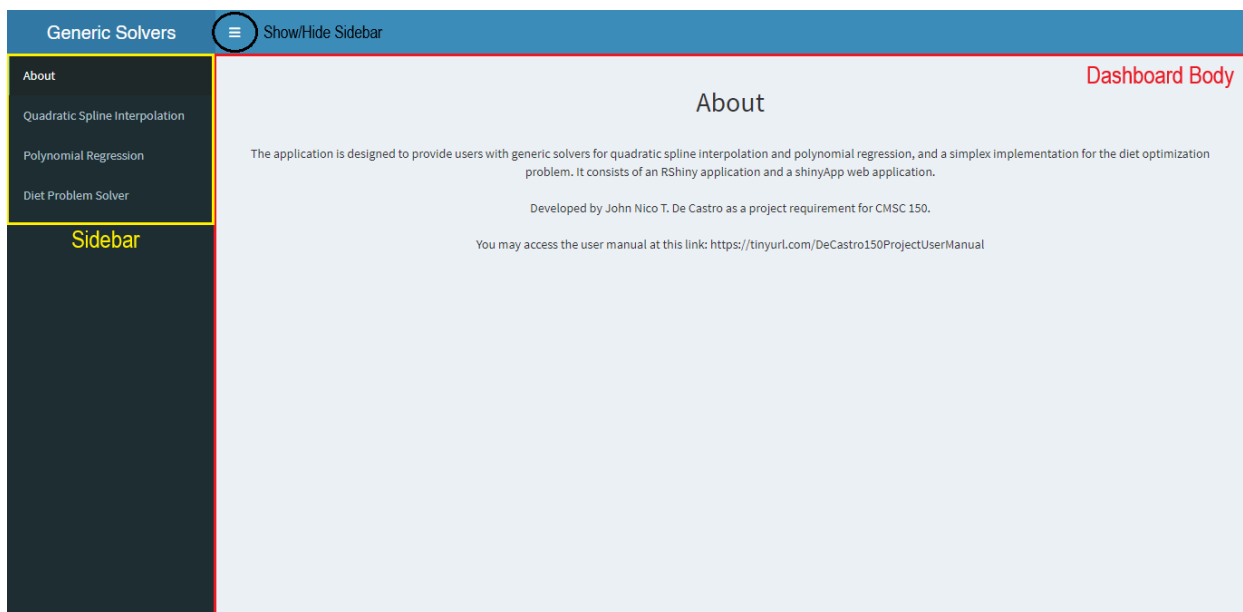 Generic Solvers
Show/Hide Sidebar
About
Quadratic Spline Interpolation
Polynomial Regression
Diet Problem Solver
Sidebar
Dashboard Body
About
The application is designed to provide users with generic solvers for quadratic spline interpolation and polynomial regression, and a simplex implementation for the diet optimization
problem. It consists of an RShiny application and a shinyApp web application.
Developed by John Nico T. De Castro as a project requirement for CMSC 150.
You may access the user manual at this link: https://tinyurl.com/DeCastro150ProjectUserManual